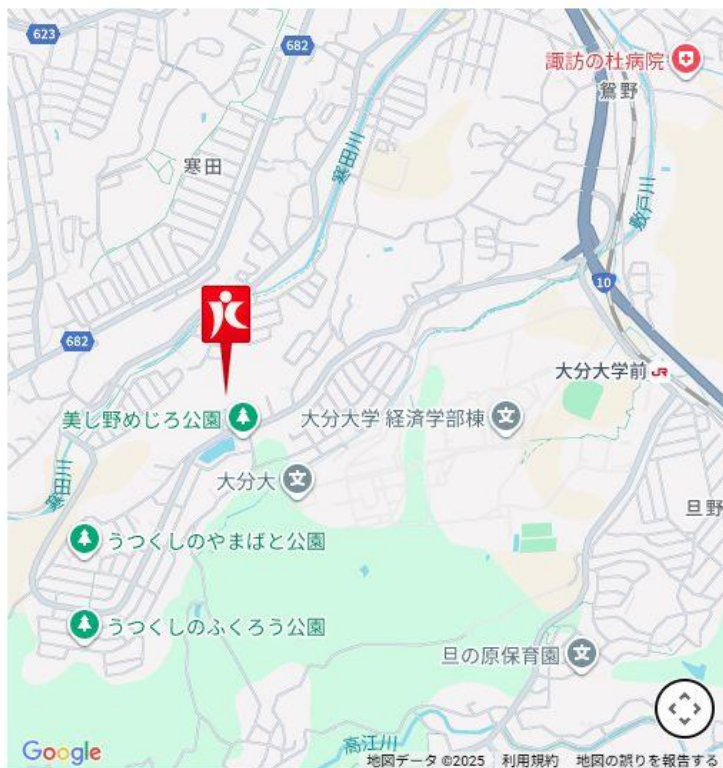 623
682
諏訪の杜病院
鴛野
寒田川
寒田
敷戸川
10
682
大分大学前
美し野めじろ公園
大分大学 経済学部棟
寒田川
大分大
旦野
うつくしのやまばと公園
うつくしのふくろう公園
旦の原保育園
高江川
Google
地図データ ©2025 利用規約 地図の誤りを報告する